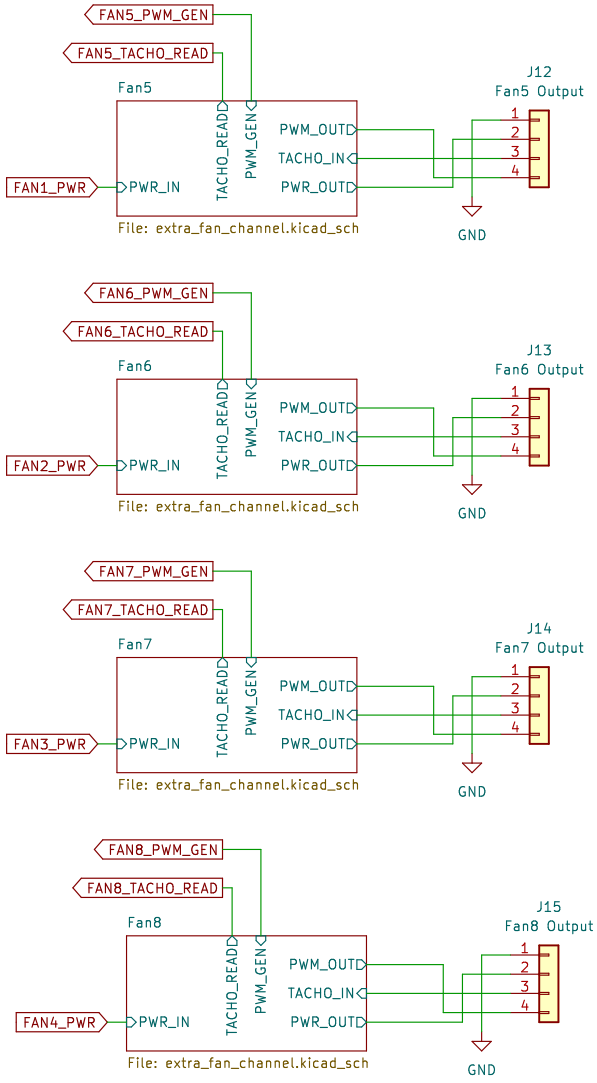 FAN5_PWM_GEN
FAN5_TACHO_READ
Fan5
J12
Fan5 Output
TACHO_READ
PWM_GEN
PWM_OUT
TACHO_IN
PWR_OUT
FAN1_PWR
PWR_IN
1
2
3
4
File: extra_fan_channel.kicad_sch
GND
FAN6_PWM_GEN
FAN6_TACHO_READ
Fan6
J13
Fan6 Output
TACHO_READ
PWM_GEN
PWM_OUT
TACHO_IN
PWR_OUT
FAN2_PWR
PWR_IN
1
2
3
4
File: extra_fan_channel.kicad_sch
GND
FAN7_PWM_GEN
FAN7_TACHO_READ
Fan7
J14
Fan7 Output
TACHO_READ
PWM_GEN
PWM_OUT
TACHO_IN
PWR_OUT
FAN3_PWR
PWR_IN
1
2
3
4
File: extra_fan_channel.kicad_sch
GND
FAN8_PWM_GEN
FAN8_TACHO_READ
Fan8
J15
Fan8 Output
TACHO_READ
PWM_GEN
PWM_OUT
TACHO_IN
PWR_OUT
FAN4_PWR
PWR_IN
1
2
3
4
File: extra_fan_channel.kicad_sch
GND